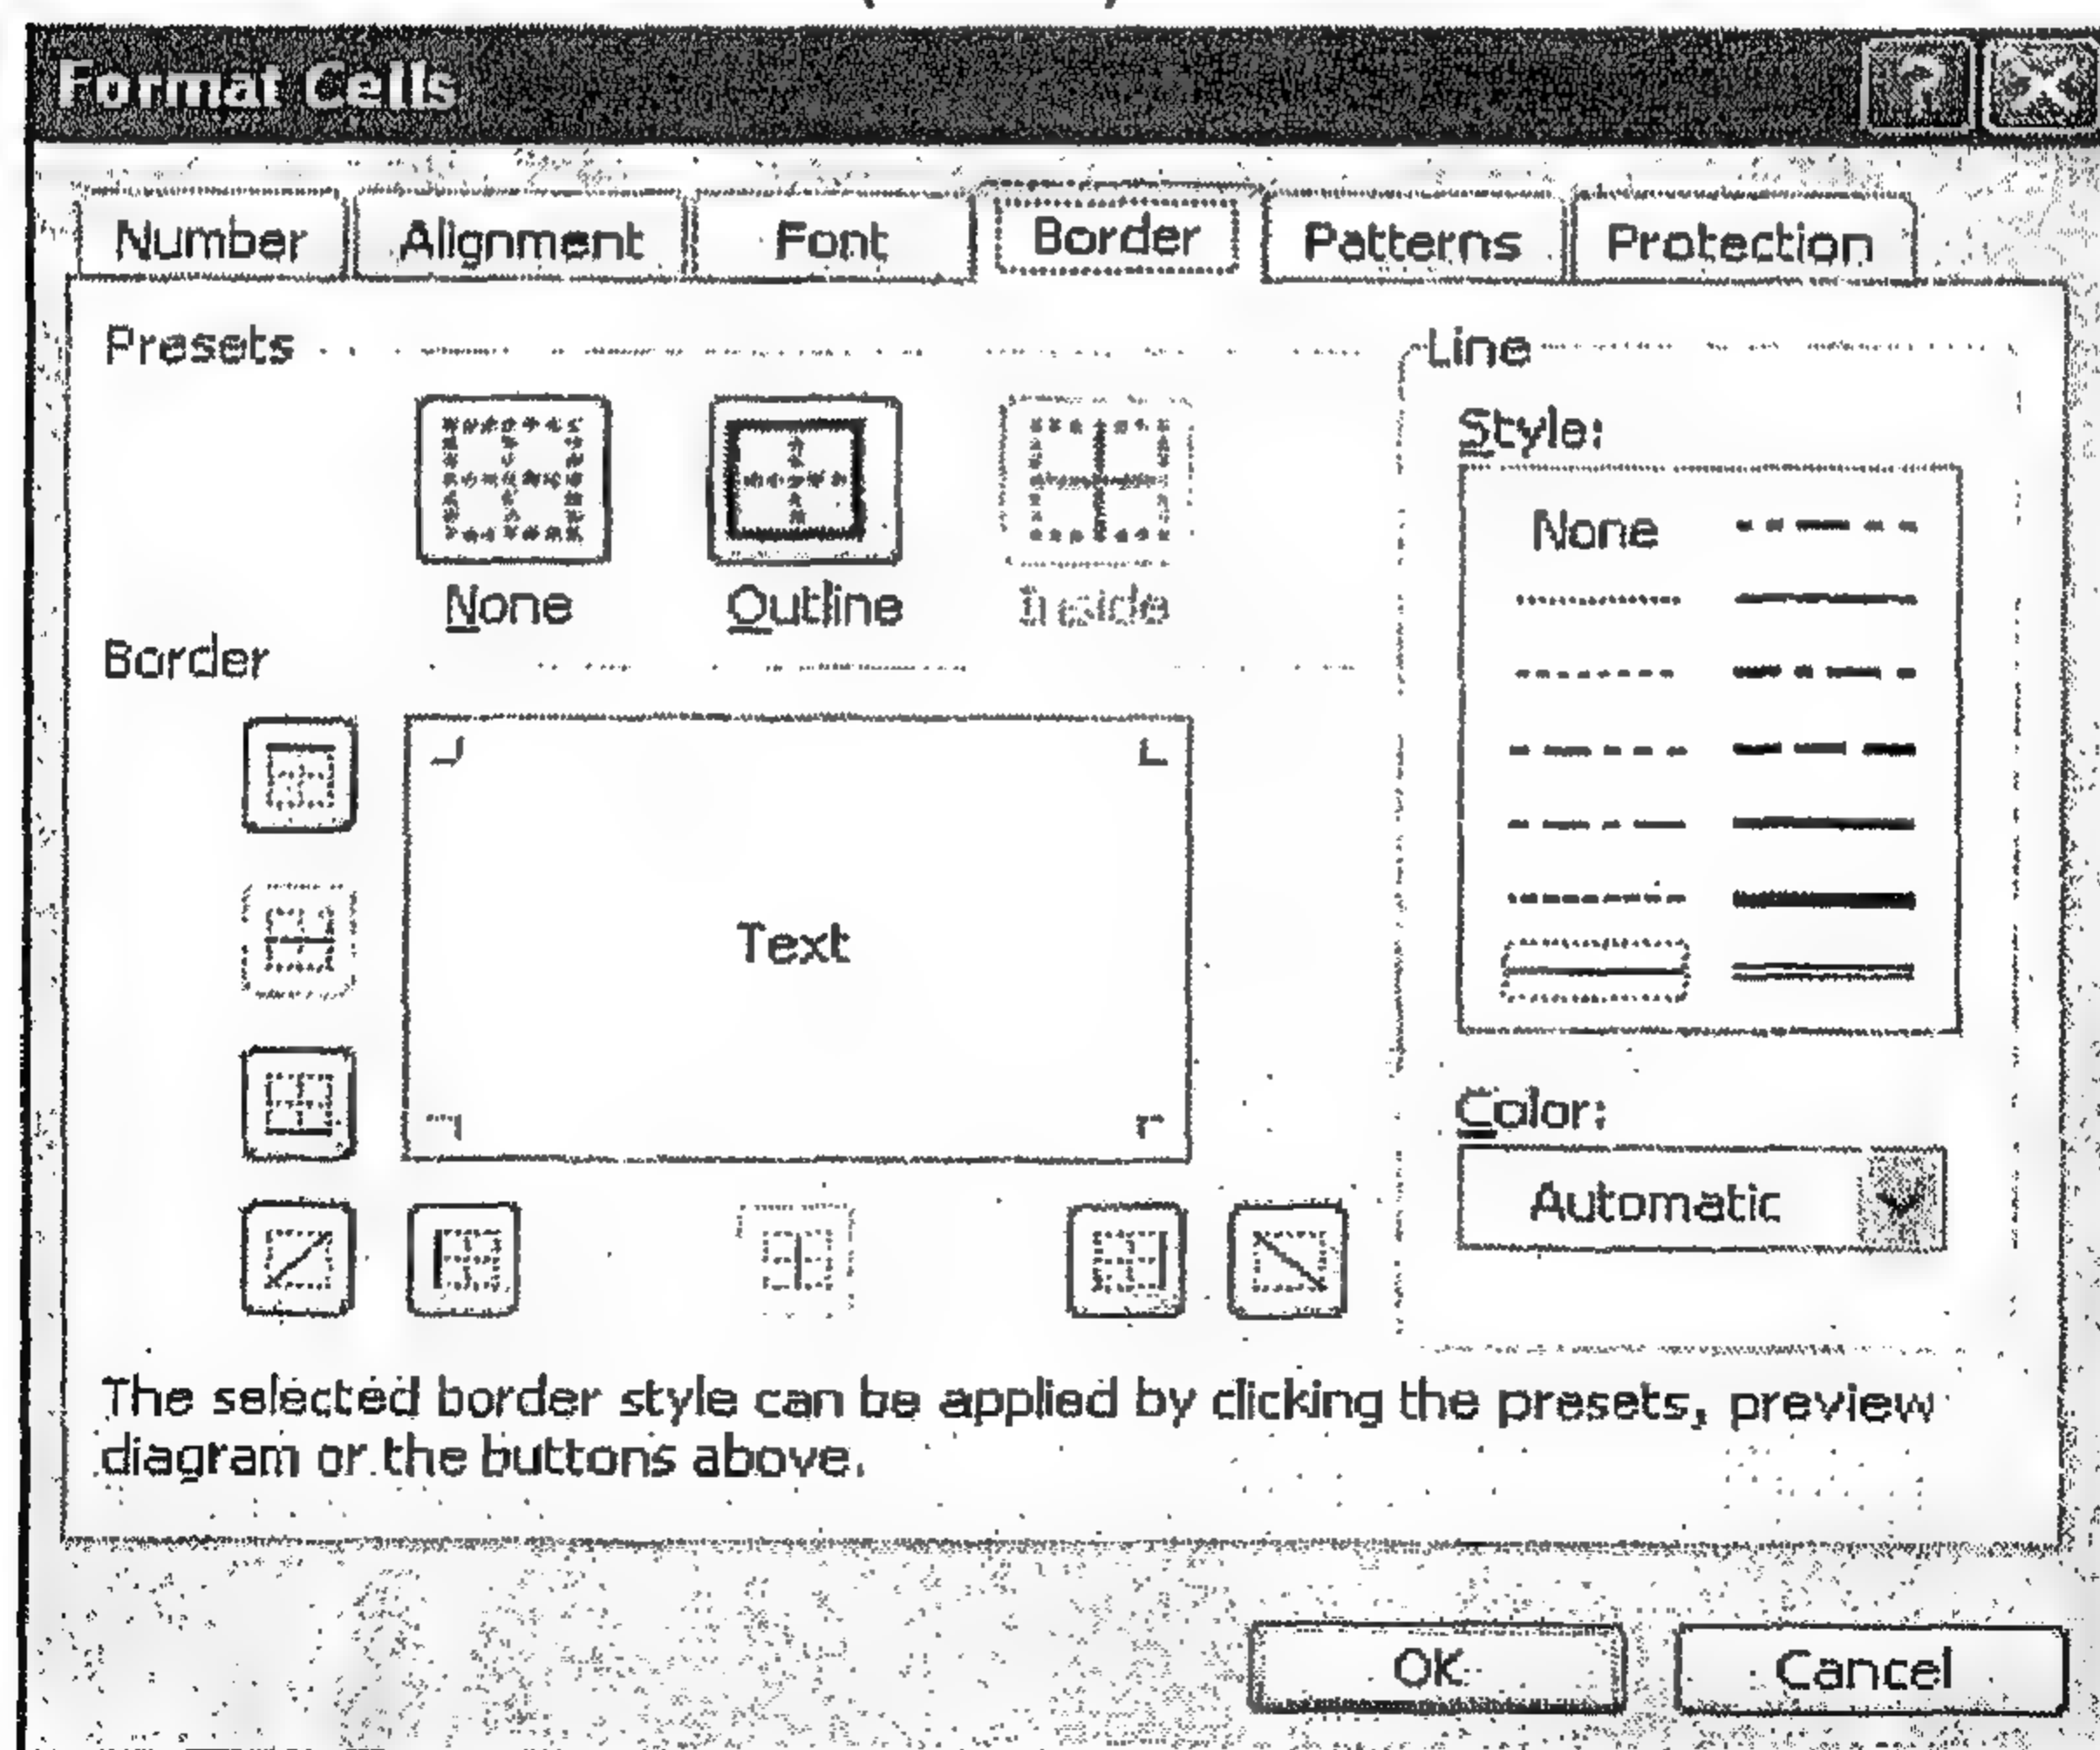 Format Cells
Number Alignment Font Border Patterns Protection
Presets
Line
Style:
None
None Outline Inside
Border
Text
Color:
Automatic
The selected border style can be applied by clicking the presets, preview
diagram or the buttons above.
OK Cancel